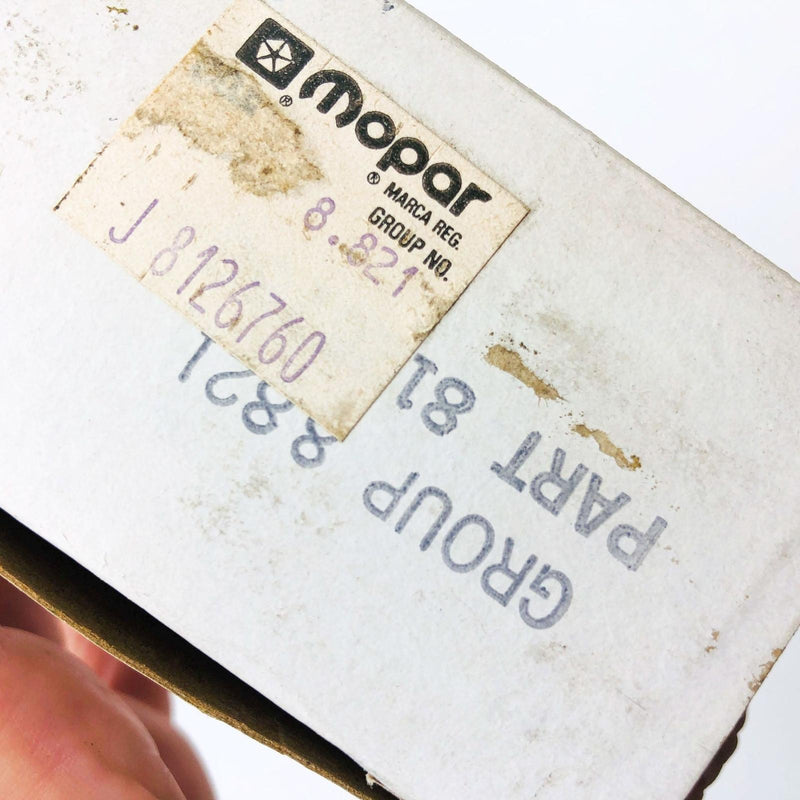 Mopar
® ®
MARCA REG.
GROUP NO.
8.821
J 8126760
PART 81
GROUP 8821